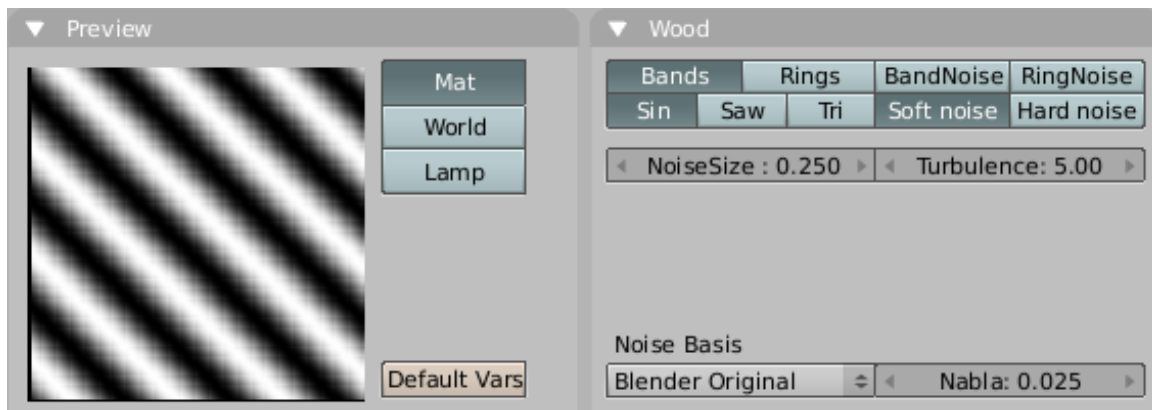 Preview
Mat
World
Lamp
Default Vars
Wood
Bands Rings BandNoise RingNoise
Sin Saw Tri Soft noise Hard noise
NoiseSize : 0.250 Turbulence: 5.00
Noise Basis
Blender Original Nabla: 0.025